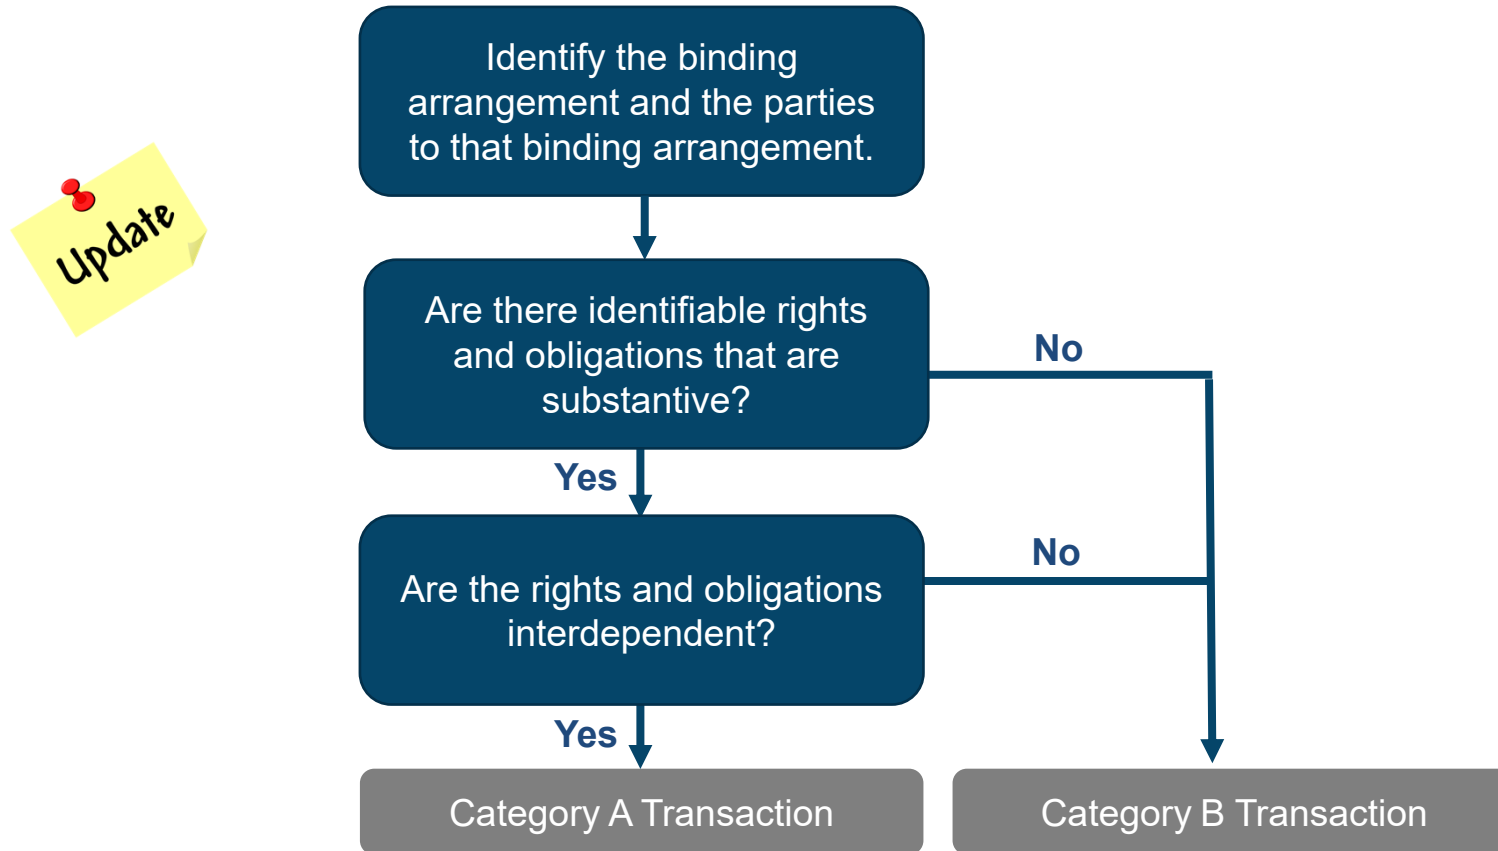 Identify the binding
arrangement and the parties
to that binding arrangement.
Update
Are there identifiable rights
and obligations that are
substantive?
No
Yes
Are the rights and obligations
interdependent?
No
Yes
Category A Transaction
Category B Transaction